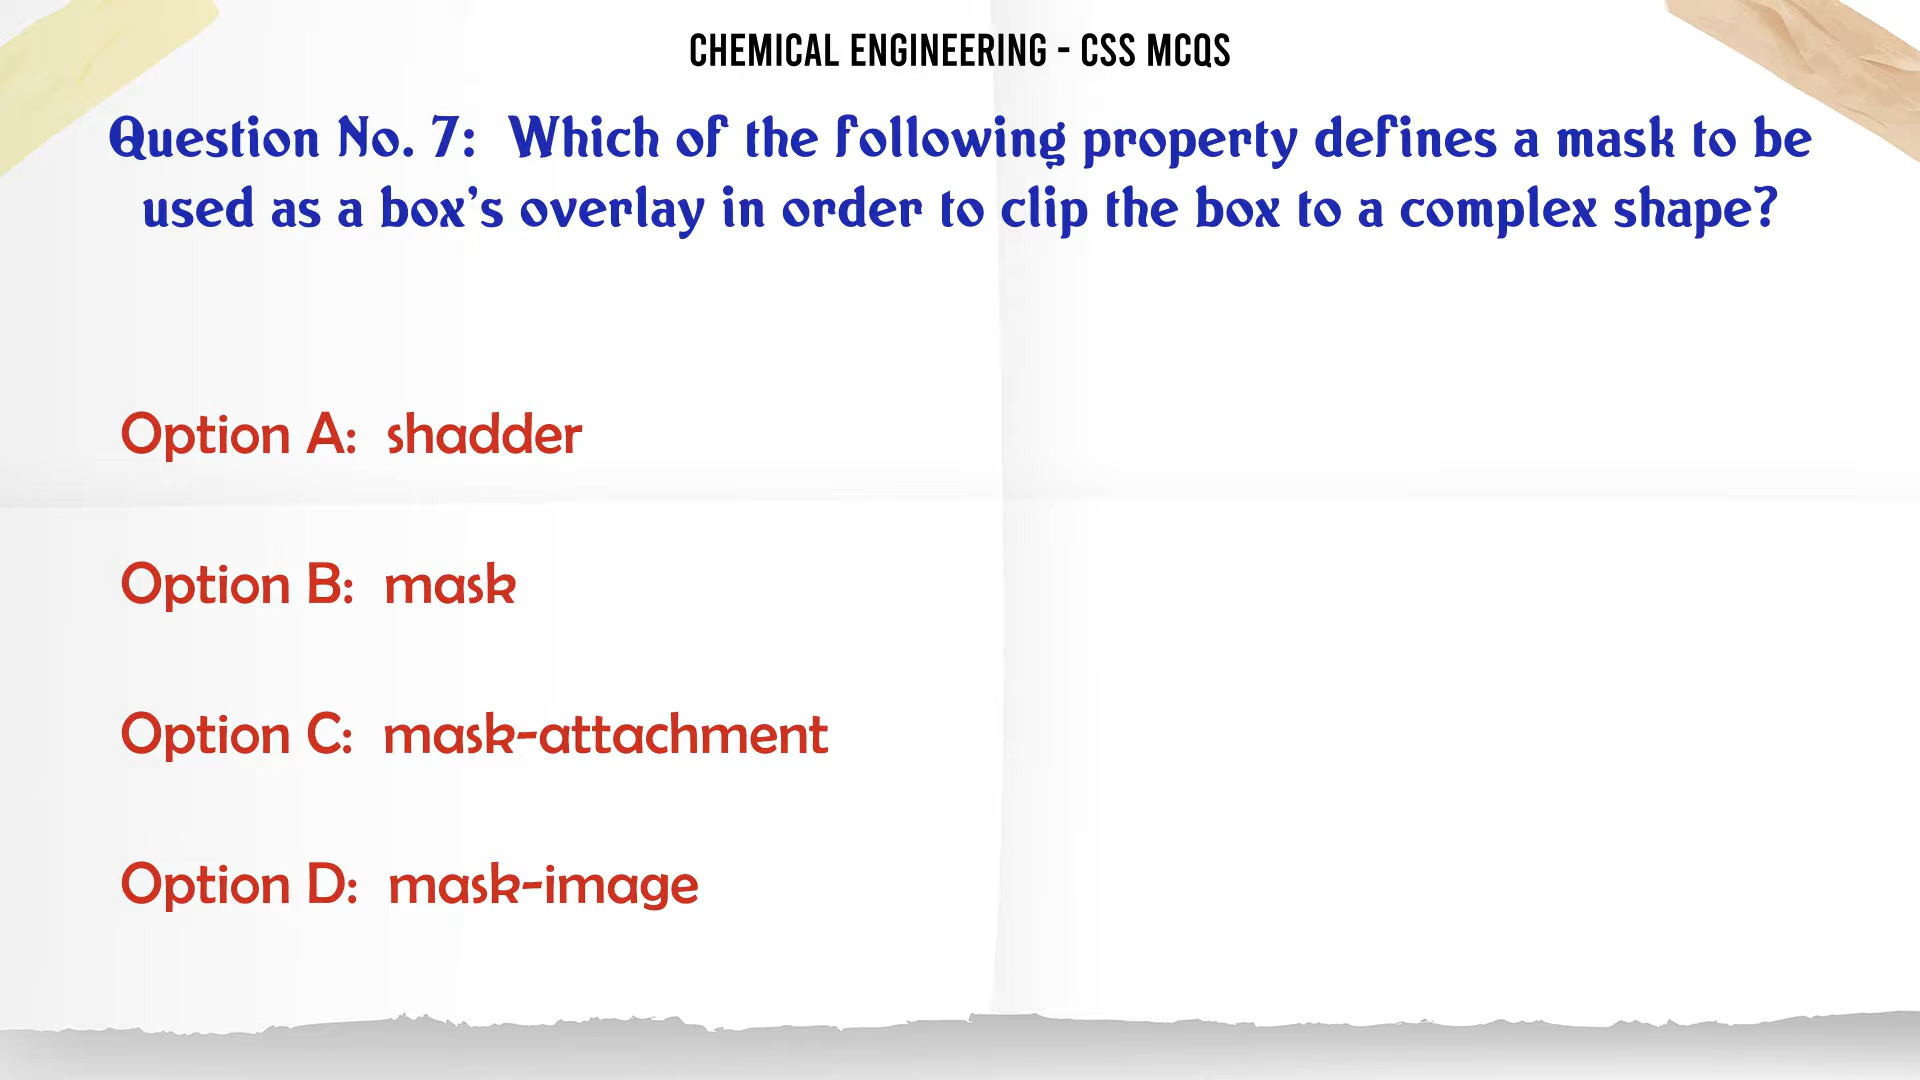 CHEMICAL ENGINEERING - CSS MCQS
Question No. 7: Which of the following property defines a mask to be
used as a box's overlay in order to clip the box to a complex shape?
Option A: shadder
Option B: mask
Option C: mask-attachment
Option D: mask-image